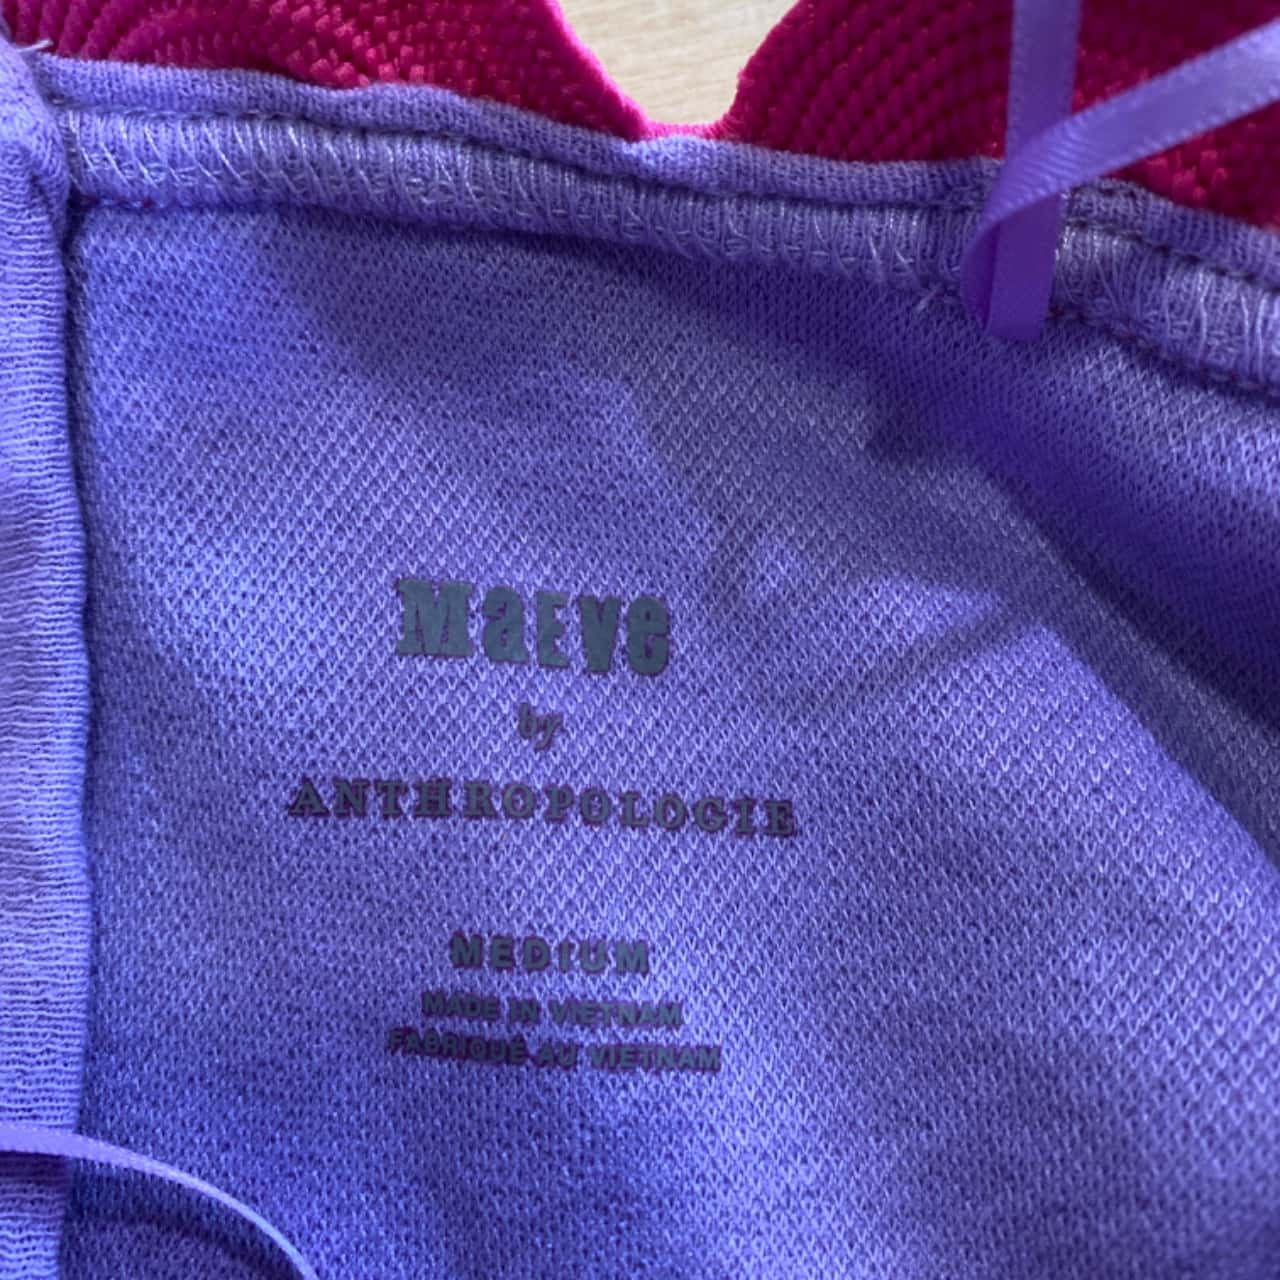 MaEve
by
ANTHROPOLOGIE
MEDIUM
MADE IN VIETNAM
FABRIQUÉ AU VIETNAM